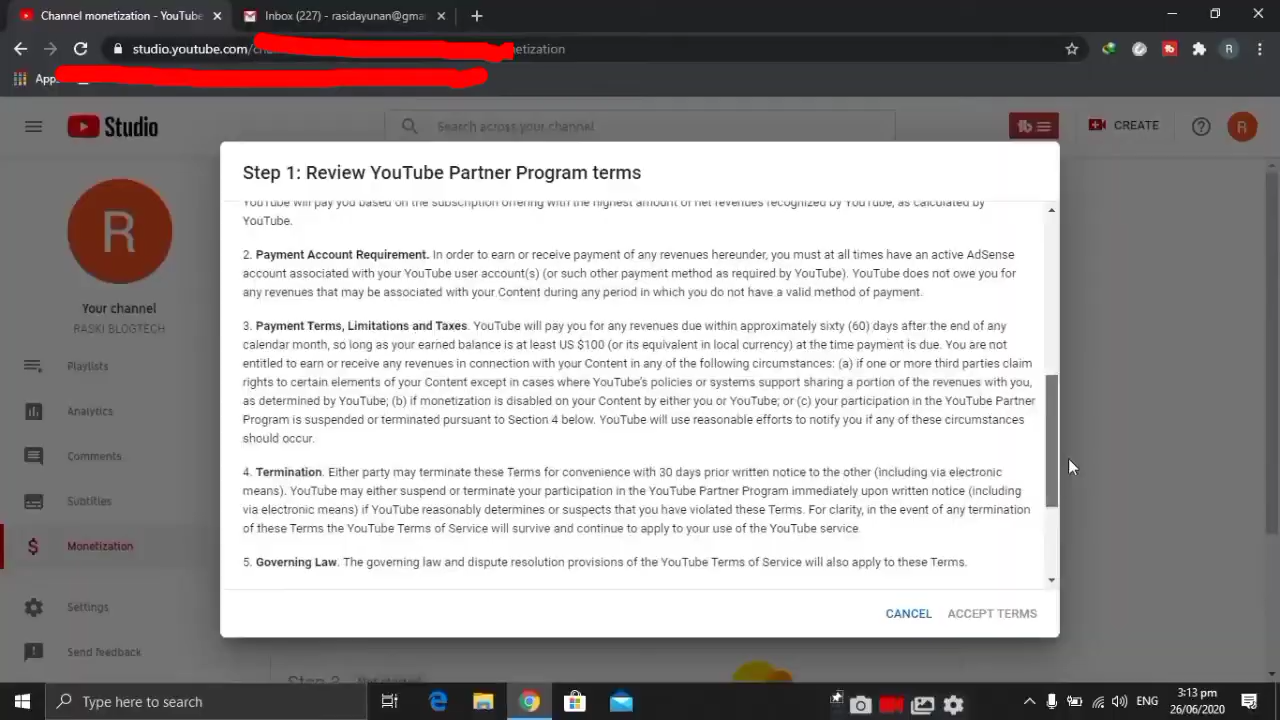 Channel monetization - YouTube
Inbox (227) - rasidayunan@gma
studio.youtube.com/ch
netization
App
Studio
Search across your channel
CREATE
R
Step 1: Review YouTube Partner Program terms
YouTube will pay you based on the subscription offering with the highest amount of net revenues recognized by YouTube, as calculated by
YouTube.
2. Payment Account Requirement. In order to earn or receive payment of any revenues hereunder, you must at all times have an active AdSense
account associated with your YouTube user account(s) (or such other payment method as required by YouTube). YouTube does not owe you for
any revenues that may be associated with your Content during any period in which you do not have a valid method of payment.
3. Payment Terms, Limitations and Taxes. YouTube will pay you for any revenues due within approximately sixty (60) days after the end of any
calendar month, so long as your earned balance is at least US $100 (or its equivalent in local currency) at the time payment is due. You are not
entitled to earn or receive any revenues in connection with your Content in any of the following circumstances: (a) if one or more third parties claim
rights to certain elements of your Content except in cases where YouTube's policies or systems support sharing a portion of the revenues with you,
as determined by YouTube; (b) if monetization is disabled on your Content by either you or YouTube; or (c) your participation in the YouTube Partner
Program is suspended or terminated pursuant to Section 4 below. YouTube will use reasonable efforts to notify you if any of these circumstances
should occur.
4. Termination. Either party may terminate these Terms for convenience with 30 days prior written notice to the other (including via electronic
means). YouTube may either suspend or terminate your participation in the YouTube Partner Program immediately upon written notice (including
via electronic means) if YouTube reasonably determines or suspects that you have violated these Terms. For clarity, in the event of any termination
of these Terms the YouTube Terms of Service will survive and continue to apply to your use of the YouTube service.
5. Governing Law. The governing law and dispute resolution provisions of the YouTube Terms of Service will also apply to these Terms.
CANCEL
ACCEPT TERMS
R
Your channel
RASKI BLOGTECH
Playlists
Analytics
Comments
Subtitles
Monetization
Settings
Send feedback
Step 2
Type here to search
ENG
3:13 pm
26/06/2020